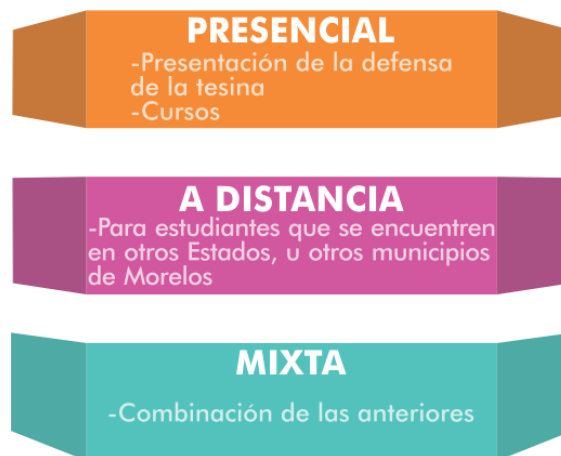 PRESENCIAL
-Presentación de la defensa
de la tesina
-Cursos
A DISTANCIA
-Para estudiantes que se encuentren
en otros Estados, u otros municipios
de Morelos
MIXTA
-Combinación de las anteriores